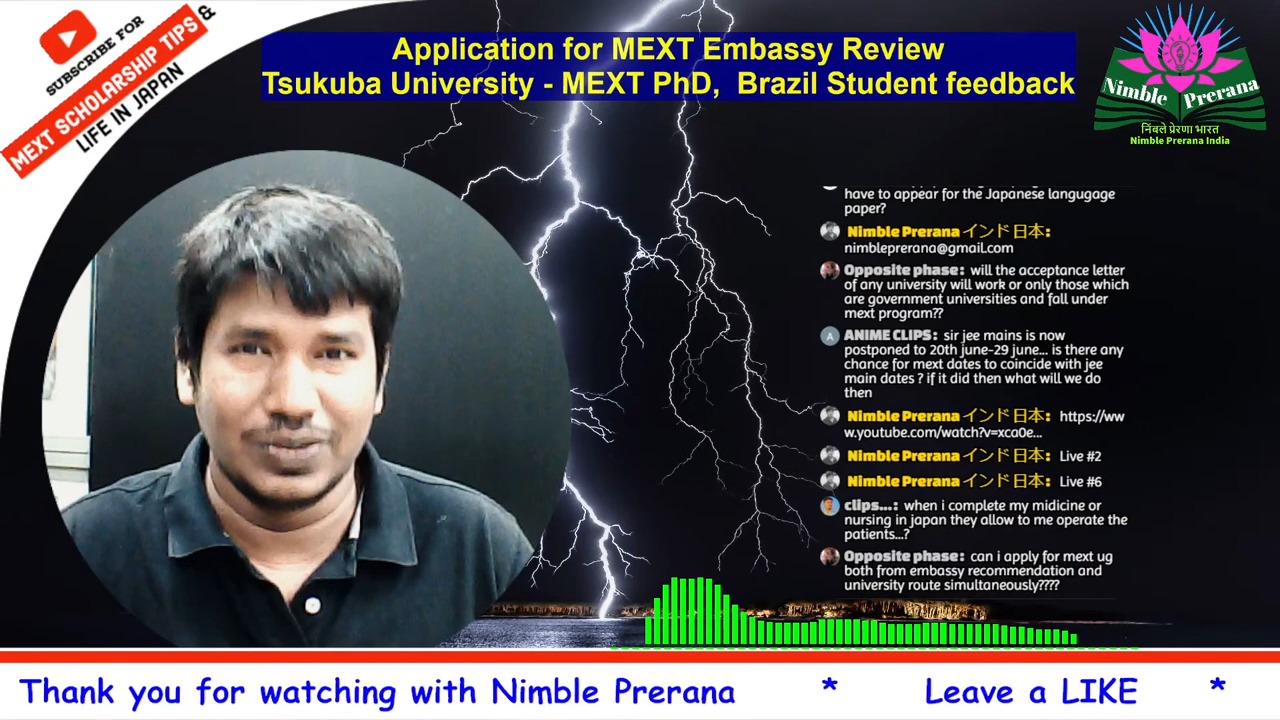 SUBSCRIBE FOR
MEXT SCHOLARSHIP TIPS &
LIFE IN JAPAN
Application for MEXT Embassy Review
Tsukuba University - MEXT PhD, Brazil Student feedback
Nimble Prerana
निंबले प्रेरणा भारत
Nimble Prerana India
have to appear for the Japanese langugage
paper?
Nimble Prerana インド日本:
nimbleprerana@gmail.com
Opposite phase: will the acceptance letter
of any university will work or only those which
are government universities and fall under
mext program??
A ANIME CLIPS: sir jee mains is now
postponed to 20th june-29 june... is there any
chance for mext dates to coincide with jee
main dates ? if it did then what will we do
then
Nimble Prerana インド日本: https://ww
w.youtube.com/watch?v=xca0e...
Nimble Prerana インド日本: Live #2
Nimble Prerana インド日本: Live #6
clips...: when i complete my midicine or
nursing in japan they allow to me operate the
patients...?
Opposite phase: can i apply for mext ug
both from embassy recommendation and
university route simultaneously????
Thank you for watching with Nimble Prerana * Leave a LIKE *